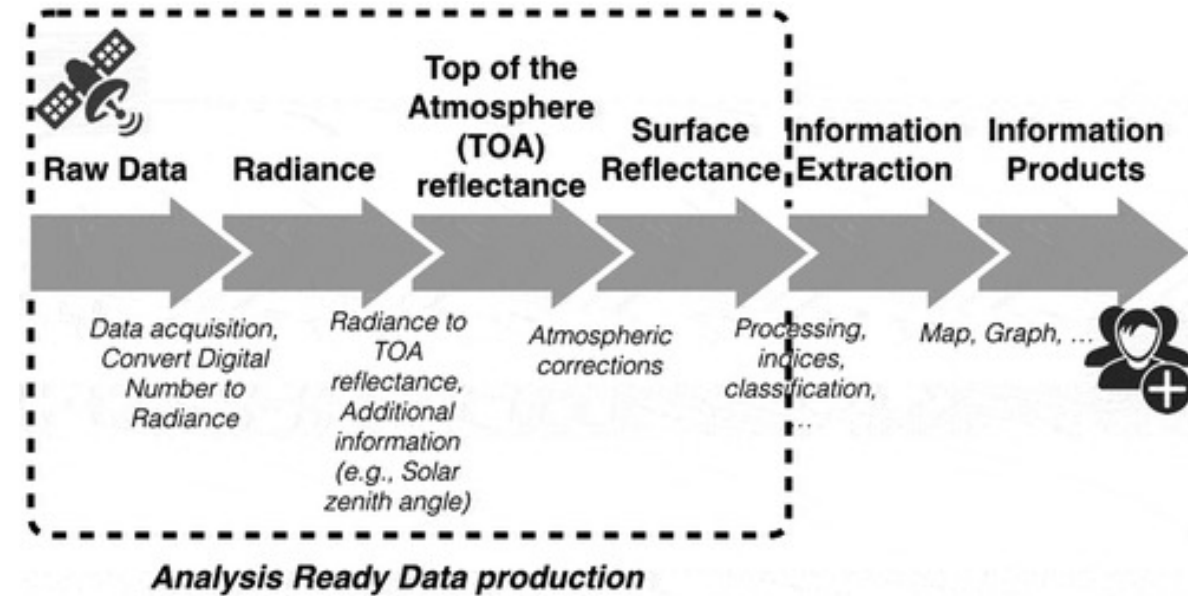 Raw Data
Radiance
Top of the
Atmosphere
(TOA)
reflectance
Surface
Reflectance
Information
Extraction
Information
Products
Data acquisition,
Convert Digital
Number to
Radiance
Radiance to
TOA
reflectance,
Additional
information
(e.g., Solar
zenith angle)
Atmospheric
corrections
Processing,
indices,
classification,
...
Map, Graph, ...
Analysis Ready Data production